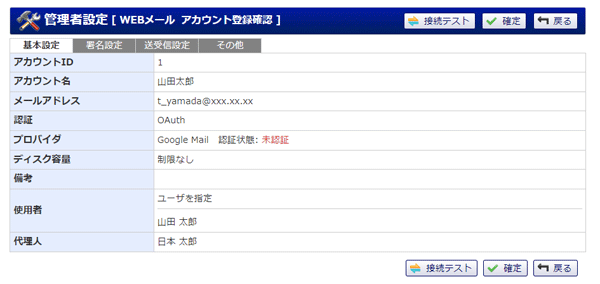 管理者設定 [ WEBメール アカウント登録確認 ] 接続テスト 確定 戻る
基本設定 署名設定 送受信設定 その他
アカウントID 1
アカウント名 山田太郎
メールアドレス t_yamada@xxx.xx.xx
認証 OAuth
プロバイダ Google Mail 認証状態: 未認証
ディスク容量 制限なし
備考
使用者 ユーザを指定
山田 太郎
代理人 日本 太郎
接続テスト 確定 戻る